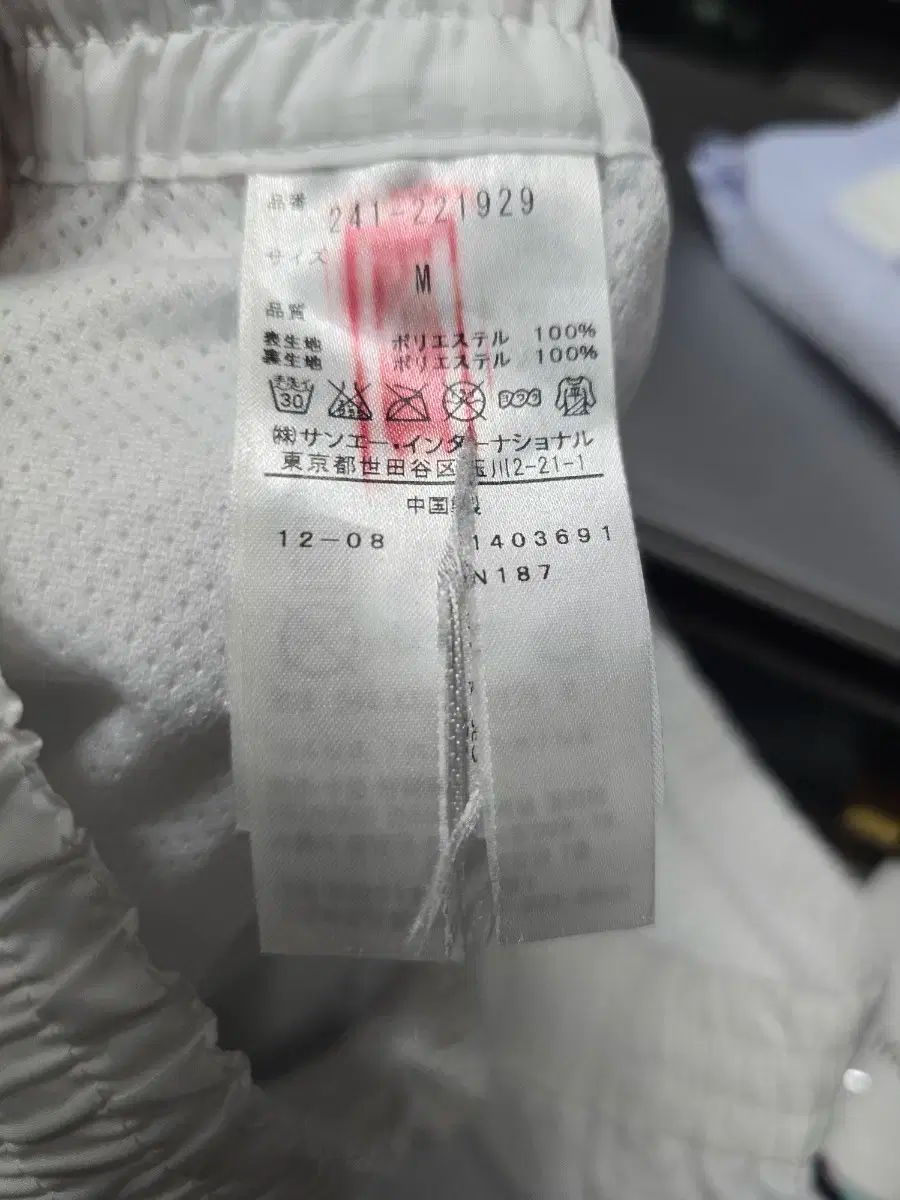 品番 241-221929
サイズ M
品質
表生地 ポリエステル 100%
裏生地 ポリエステル 100%
手洗イ 30
(株)サンエー・インターナショナル
東京都世田谷区玉川2-21-1
中国製
12-08 1403691
N187